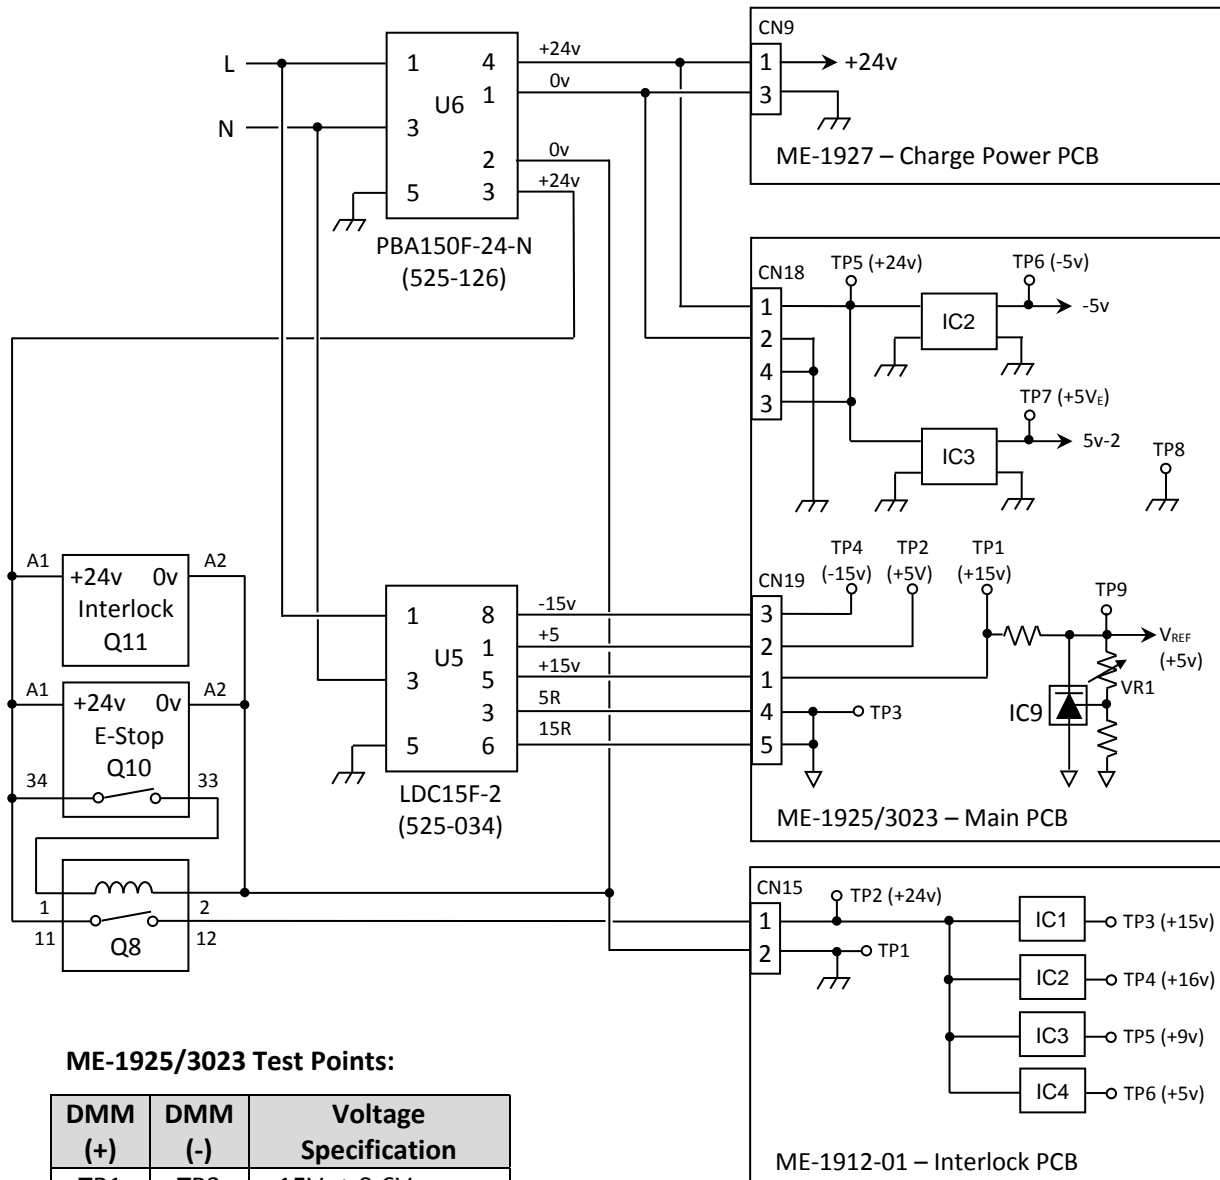 L
N
1
3
5
U6
4
1
2
3
+24v
0v
0v
+24v
PBA150F-24-N
(525-126)
CN9
1
3
+24v
ME-1927 – Charge Power PCB
CN18
1
2
4
3
TP5 (+24v)
TP6 (-5v)
IC2
-5v
TP7 (+5VE)
IC3
5v-2
TP8
A1
+24v 0v
A2
Interlock
Q11
A1
+24v 0v
A2
E-Stop
Q10
34
33
1
2
11
12
Q8
1
3
5
U5
8
1
5
3
6
-15v
+5
+15v
5R
15R
LDC15F-2
(525-034)
CN19
3
2
1
4
5
TP4
(-15v)
TP2
(+5V)
TP1
(+15v)
TP9
VREF
(+5v)
VR1
IC9
TP3
ME-1925/3023 – Main PCB
CN15
1
2
TP2 (+24v)
TP1
IC1
TP3 (+15v)
IC2
TP4 (+16v)
IC3
TP5 (+9v)
IC4
TP6 (+5v)
ME-1912-01 – Interlock PCB
ME-1925/3023 Test Points:
DMM (+)
DMM (-)
Voltage Specification